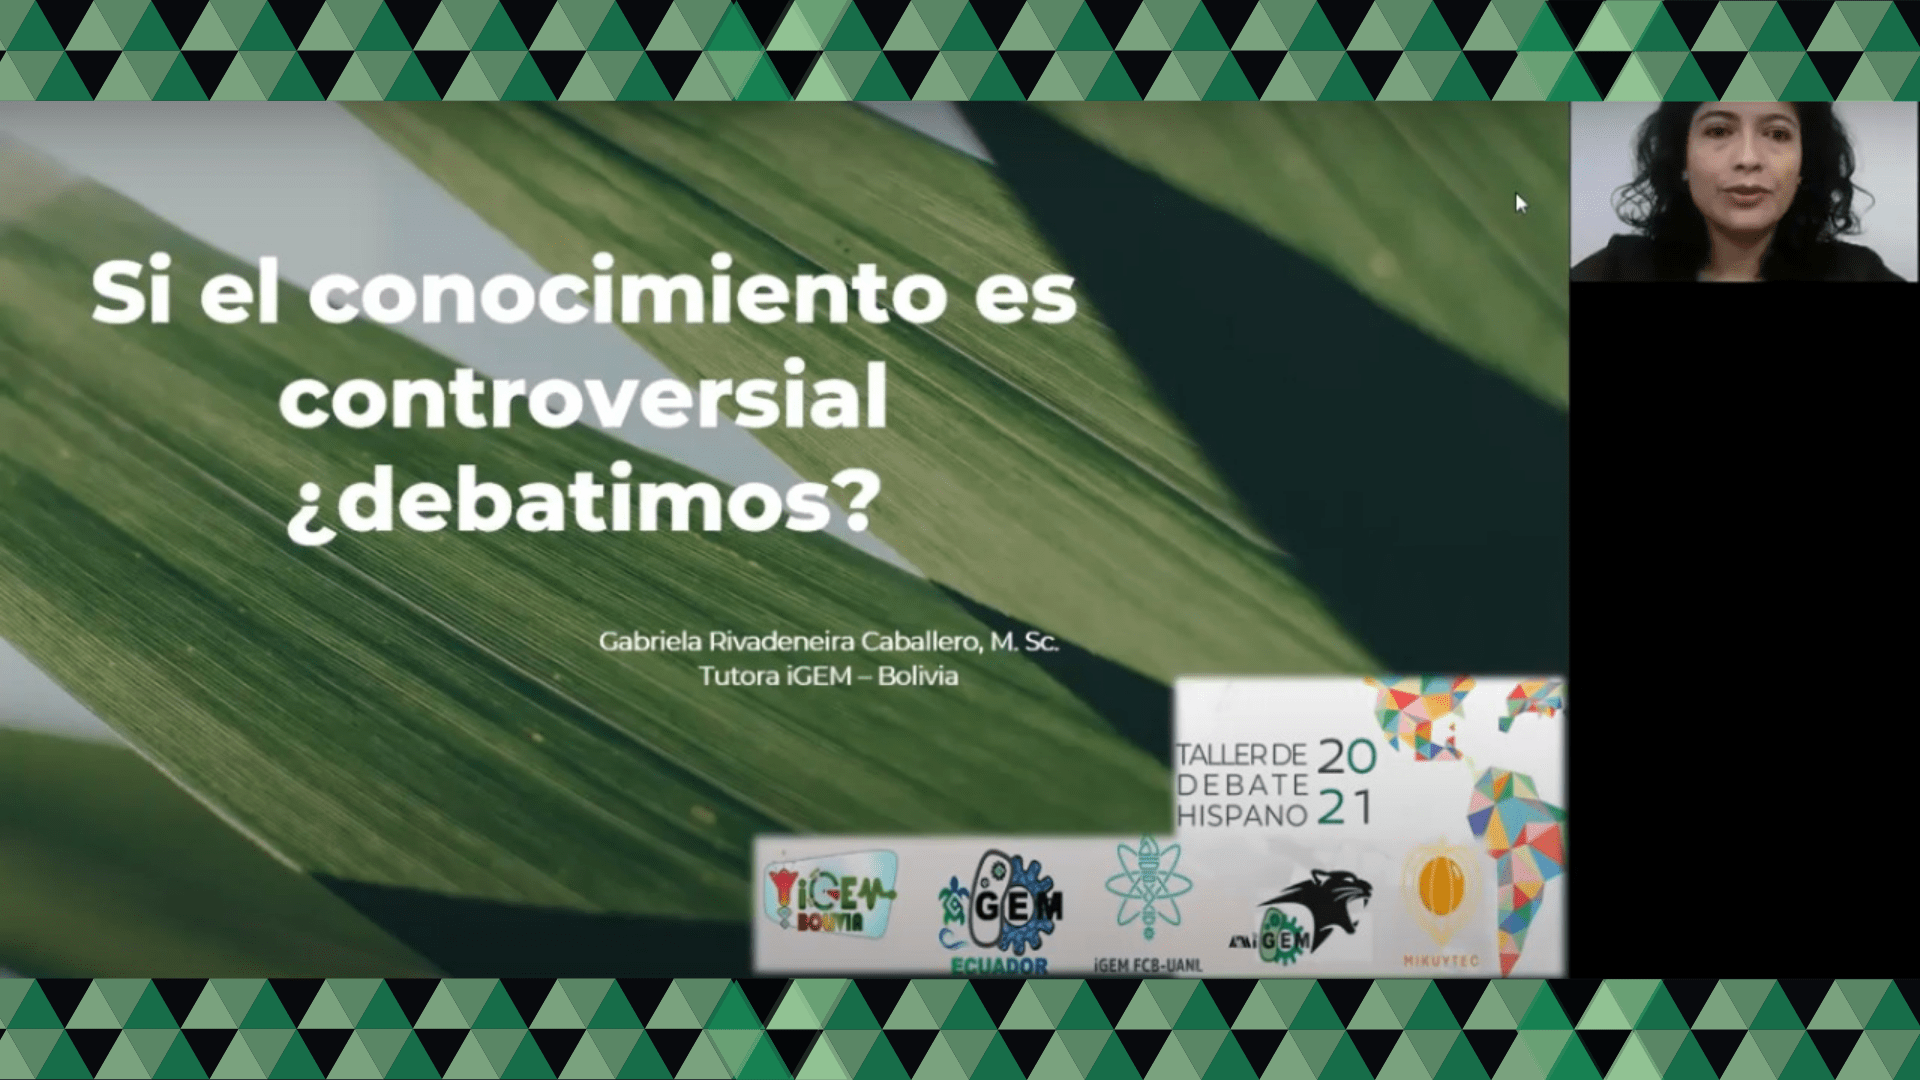 Si el conocimiento es
controversial
¿debatimos?
Gabriela Rivadeneira Caballero, M. Sc.
Tutora iGEM – Bolivia
TALLER DE
DEBATE
HISPANO
20
21
iGEM
BOLIVIA
iGEM
ECUADOR
iGEM FCB-UANL
iGEM
MIKUYTEC